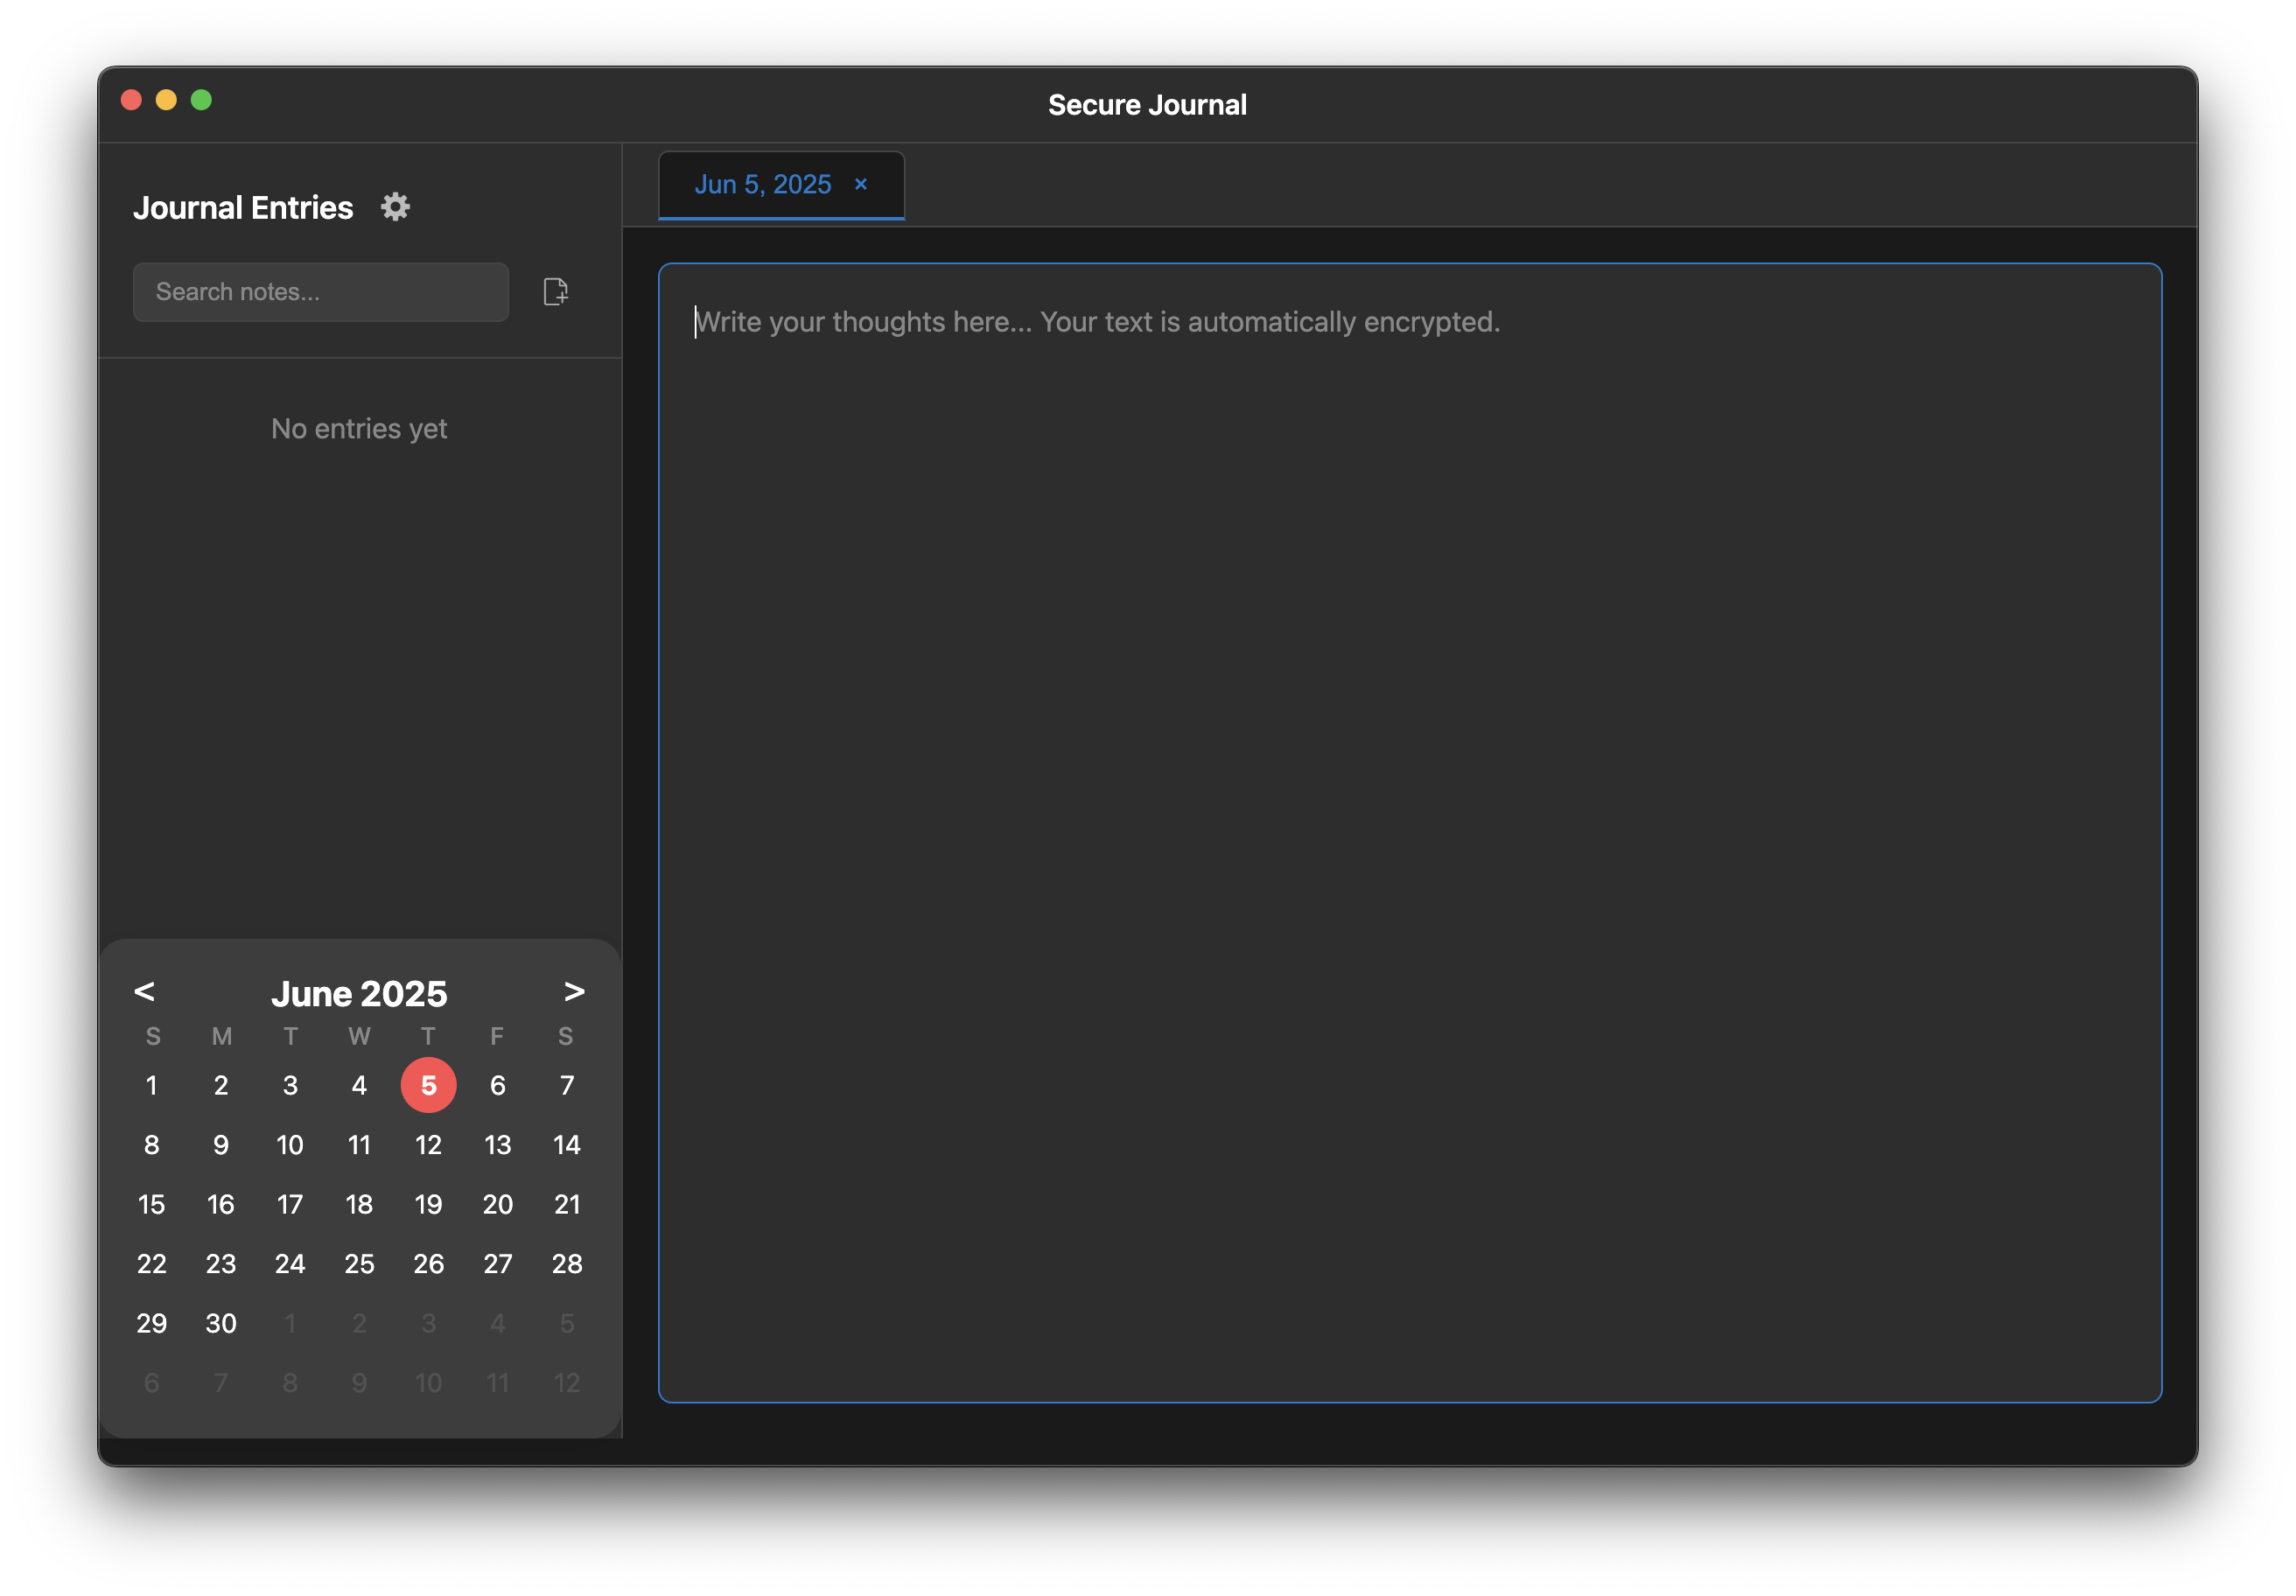 Secure Journal
Journal Entries
Jun 5, 2025 ×
Search notes...
Write your thoughts here... Your text is automatically encrypted.
No entries yet
< June 2025 >
S M T W T F S
1 2 3 4 5 6 7
8 9 10 11 12 13 14
15 16 17 18 19 20 21
22 23 24 25 26 27 28
29 30 1 2 3 4 5
6 7 8 9 10 11 12